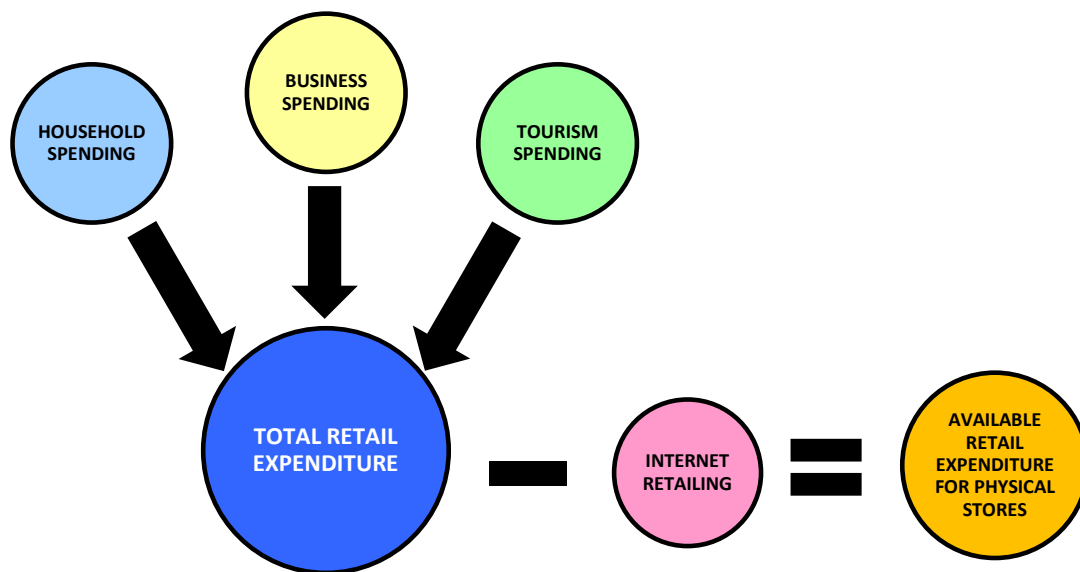 HOUSEHOLD
SPENDING
BUSINESS
SPENDING
TOURISM
SPENDING
TOTAL RETAIL
EXPENDITURE
INTERNET
RETAILING
AVAILABLE
RETAIL
EXPENDITURE
FOR PHYSICAL
STORES